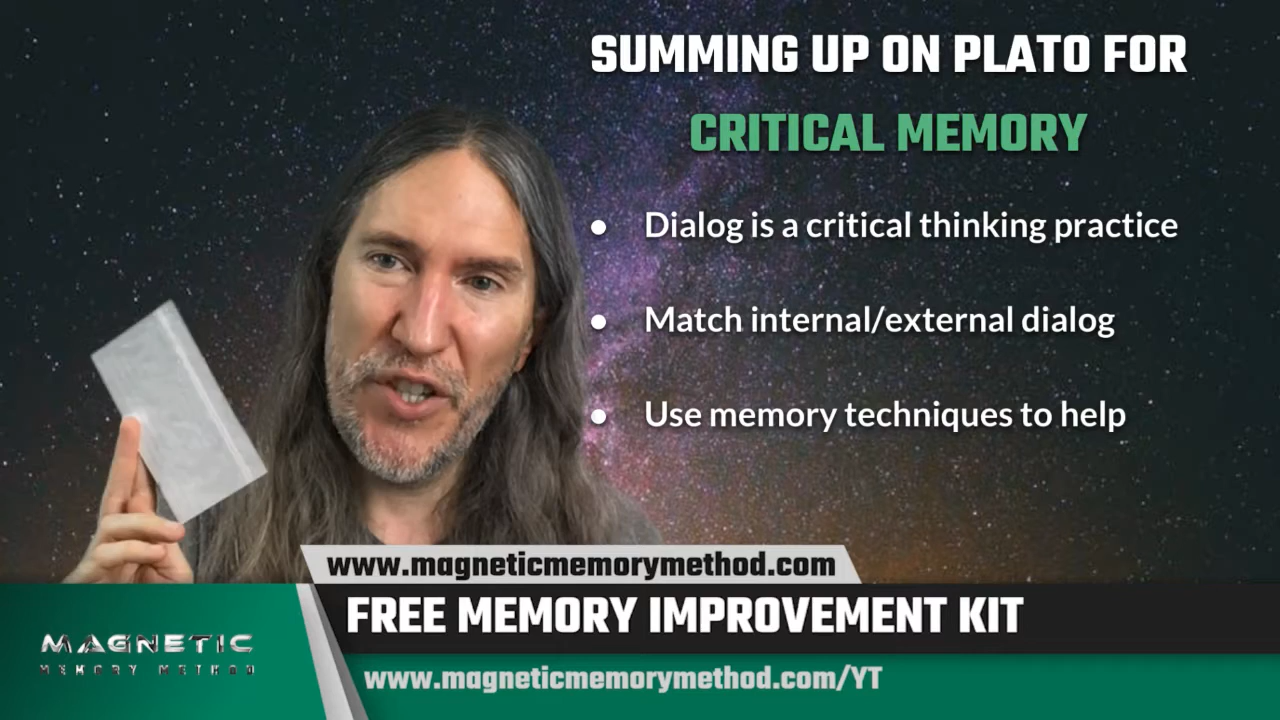 SUMMING UP ON PLATO FOR
CRITICAL MEMORY
• Dialog is a critical thinking practice
• Match internal/external dialog
• Use memory techniques to help
www.magneticmemorymethod.com
FREE MEMORY IMPROVEMENT KIT
MAGNETIC
MEMORY METHOD
www.magneticmemorymethod.com/YT